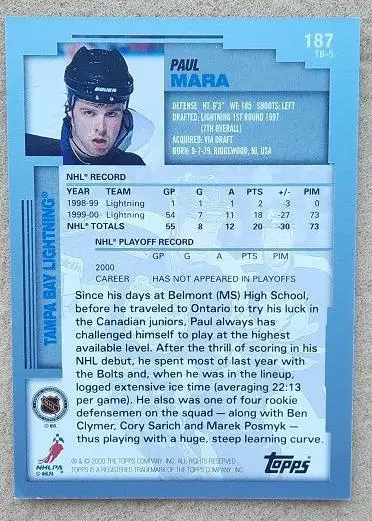 187
TB-5
PAUL
MARA
BAUER
DEFENSE HT: 6'3" WT: 185 SHOOTS: LEFT
DRAFTED: LIGHTNING 1ST ROUND 1997
(7TH OVERALL)
ACQUIRED: VIA DRAFT
BORN: 9-7-79, RIDGEWOOD, NJ, USA
TAMPA BAY LIGHTNING®
NHL® RECORD
YEAR TEAM GP G A PTS +/- PIM
1998-99 Lightning 1 1 1 2 -3 0
1999-00 Lightning 54 7 11 18 -27 73
NHL® TOTALS 55 8 12 20 -30 73
NHL® PLAYOFF RECORD
GP G A PTS PIM
2000
CAREER HAS NOT APPEARED IN PLAYOFFS
Since his days at Belmont (MS) High School,
before he traveled to Ontario to try his luck in
the Canadian juniors, Paul always has
challenged himself to play at the highest
available level. After the thrill of scoring in his
NHL debut, he spent most of last year with
the Bolts and, when he was in the lineup,
logged extensive ice time (averaging 22:13
per game). He also was one of four rookie
defensemen on the squad — along with Ben
Clymer, Cory Sarich and Marek Posmyk —
thus playing with a huge, steep learning curve.
NHL
© NHL
NHLPA
© NHLPA
® & © 2000 THE TOPPS COMPANY, INC. ALL RIGHTS RESERVED.
TOPPS IS A REGISTERED TRADEMARK OF THE TOPPS COMPANY, INC.
TOPPS